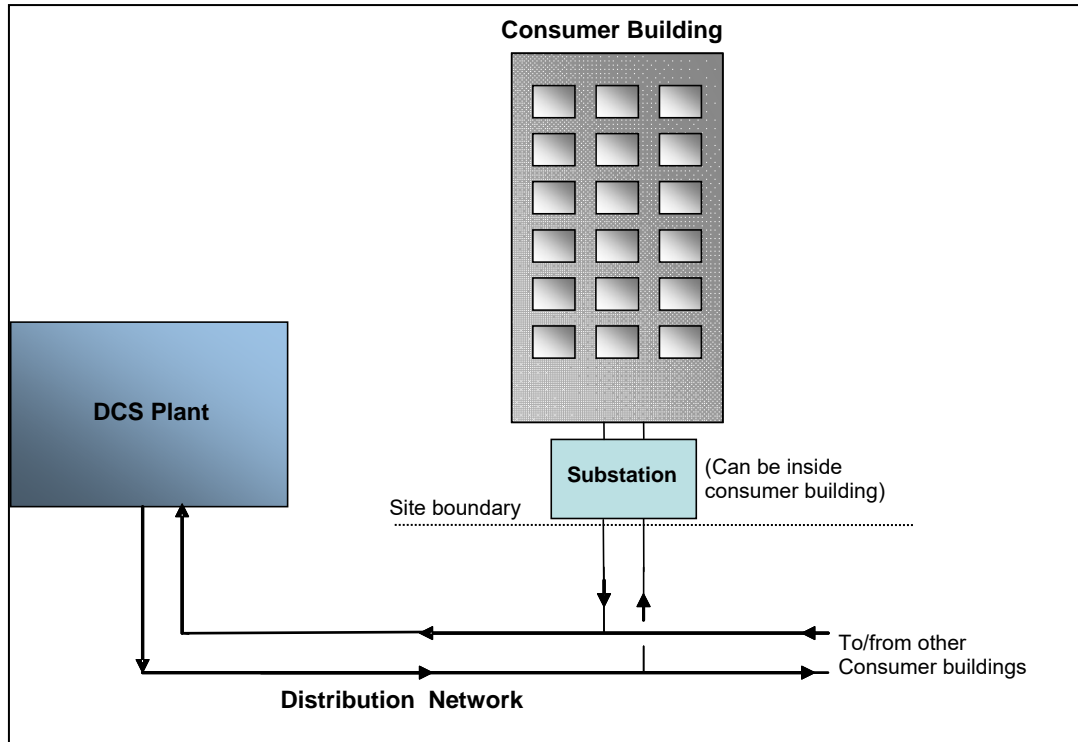 Consumer Building
DCS Plant
Substation
(Can be inside
consumer building)
Site boundary
To/from other
Consumer buildings
Distribution Network